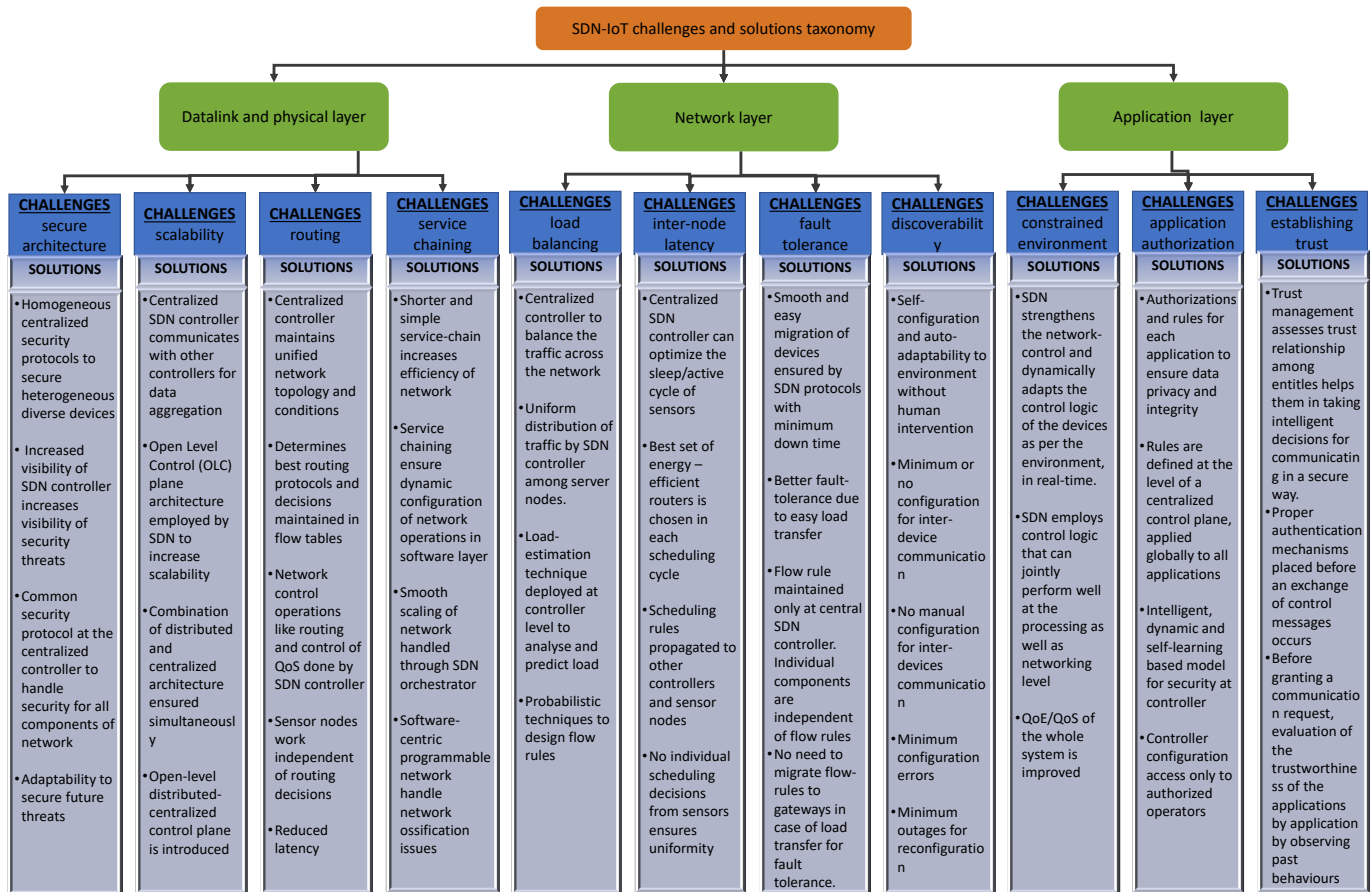 SDN-IoT challenges and solutions taxonomy
Datalink and physical layer
Network layer
Application layer
CHALLENGES
secure
architecture
SOLUTIONS
•Homogeneous
centralized
security
protocols to
secure
heterogeneous
diverse devices
• Increased
visibility of
SDN controller
increases
visibility of
security
threats
•Common
security
protocol at the
centralized
controller to
handle
security for all
components of
network
•Adaptability to
secure future
threats
CHALLENGES
scalability
SOLUTIONS
•Centralized
SDN controller
communicates
with other
controllers for
data
aggregation
•Open Level
Control (OLC)
plane
architecture
employed by
SDN to
increase
scalability
•Combination
of distributed
and
centralized
architecture
ensured
simultaneousl
y
•Open-level
distributed-
centralized
control plane
is introduced
CHALLENGES
routing
SOLUTIONS
•Centralized
controller
maintains
unified
network
topology and
conditions
•Determines
best routing
protocols and
decisions
maintained in
flow tables
•Network
control
operations
like routing
and control of
QoS done by
SDN controller
•Sensor nodes
work
independent
of routing
decisions
•Reduced
latency
CHALLENGES
service
chaining
SOLUTIONS
•Shorter and
simple
service-chain
increases
efficiency of
network
•Service
chaining
ensure
dynamic
configuration
of network
operations in
software layer
•Smooth
scaling of
network
handled
through SDN
orchestrator
•Software-
centric
programmable
network
handle
network
ossification
issues
CHALLENGES
load
balancing
SOLUTIONS
•Centralized
controller to
balance the
traffic across
the network
•Uniform
distribution of
traffic by SDN
controller
among server
nodes.
•Load-
estimation
technique
deployed at
controller
level to
analyse and
predict load
•Probabilistic
techniques to
design flow
rules
CHALLENGES
inter-node
latency
SOLUTIONS
•Centralized
SDN
controller can
optimize the
sleep/active
cycle of
sensors
•Best set of
energy –
efficient
routers is
chosen in
each
scheduling
cycle
•Scheduling
rules
propagated to
other
controllers
and sensor
nodes
•No individual
scheduling
decisions
from sensors
ensures
uniformity
CHALLENGES
fault
tolerance
SOLUTIONS
•Smooth and
easy
migration of
devices
ensured by
SDN protocols
with
minimum
down time
•Better fault-
tolerance due
to easy load
transfer
•Flow rule
maintained
only at central
SDN
controller.
Individual
components
are
independent
of flow rules
•No need to
migrate flow-
rules to
gateways in
case of load
transfer for
fault
tolerance.
CHALLENGES
discoverabilit
y
SOLUTIONS
•Self-
configuration
and auto-
adaptability to
environment
without
human
intervention
•Minimum or
no
configuration
for inter-
device
communicatio
n
•No manual
configuration
for inter-
devices
communicatio
n
•Minimum
configuration
errors
•Minimum
outages for
reconfiguratio
n
CHALLENGES
constrained
environment
SOLUTIONS
•SDN
strengthens
the network-
control and
dynamically
adapts the
control logic
of the devices
as per the
environment,
in real-time.
•SDN employs
control logic
that can
jointly
perform well
at the
processing as
well as
networking
level
•QoE/QoS of
the whole
system is
improved
CHALLENGES
application
authorization
SOLUTIONS
•Authorizations
and rules for
each
application to
ensure data
privacy and
integrity
•Rules are
defined at the
level of a
centralized
control plane,
applied
globally to all
applications
•Intelligent,
dynamic and
self-learning
based model
for security at
controller
•Controller
configuration
access only to
authorized
operators
CHALLENGES
establishing
trust
SOLUTIONS
•Trust
management
assesses trust
relationship
among
entities helps
them in taking
intelligent
decisions for
communicatin
g in a secure
way.
•Proper
authentication
mechanisms
placed before
an exchange
of control
messages
occurs
•Before
granting a
communicatio
n request,
evaluation of
the
trustworthine
ss of the
applications
by application
by observing
past
behaviours